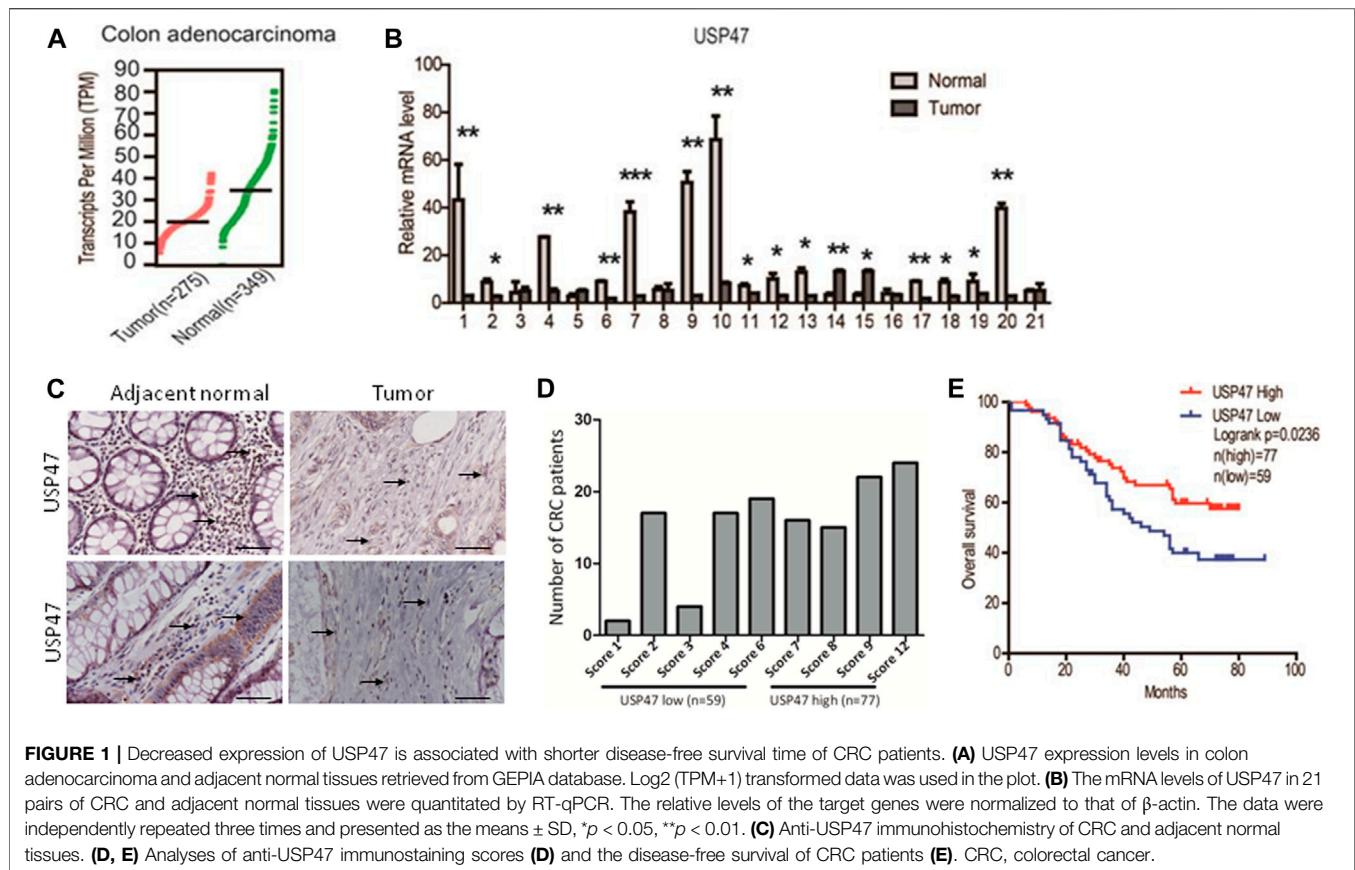 A
Colon adenocarcinoma
Transcripts Per Million (TPM)
90
80
70
60
50
40
30
20
10
0
Tumor(n=275)
Normal(n=349)
B
USP47
Relative mRNA level
100
80
60
40
20
0
Normal
Tumor
** * ** ** *** ** ** * * * ** * ** * * **
1 2 3 4 5 6 7 8 9 10 11 12 13 14 15 16 17 18 19 20 21
C
Adjacent normal
Tumor
USP47
USP47
D
Number of CRC patients
30
20
10
0
Score 1
Score 2
Score 3
Score 4
Score 6
Score 7
Score 8
Score 9
Score 12
USP47 low (n=59)
USP47 high (n=77)
E
Overall survival
100
80
60
40
20
0
USP47 High
USP47 Low
Logrank p=0.0236
n(high)=77
n(low)=59
0 20 40 60 80 100
Months
FIGURE 1 | Decreased expression of USP47 is associated with shorter disease-free survival time of CRC patients. (A) USP47 expression levels in colon
adenocarcinoma and adjacent normal tissues retrieved from GEPIA database. Log2 (TPM+1) transformed data was used in the plot. (B) The mRNA levels of USP47 in 21
pairs of CRC and adjacent normal tissues were quantitated by RT-qPCR. The relative levels of the target genes were normalized to that of β-actin. The data were
independently repeated three times and presented as the means ± SD, *p < 0.05, **p < 0.01. (C) Anti-USP47 immunohistochemistry of CRC and adjacent normal
tissues. (D, E) Analyses of anti-USP47 immunostaining scores (D) and the disease-free survival of CRC patients (E). CRC, colorectal cancer.